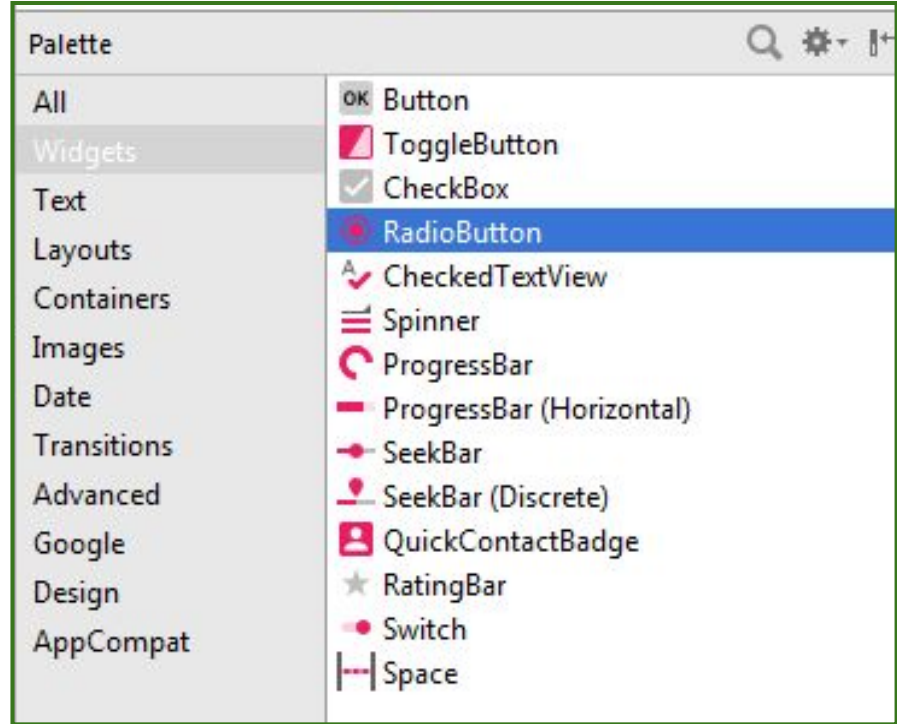 Palette
All
Widgets
Text
Layouts
Containers
Images
Date
Transitions
Advanced
Google
Design
AppCompat
OK Button
ToggleButton
CheckBox
RadioButton
A CheckedTextView
Spinner
ProgressBar
ProgressBar (Horizontal)
SeekBar
SeekBar (Discrete)
QuickContactBadge
RatingBar
Switch
Space